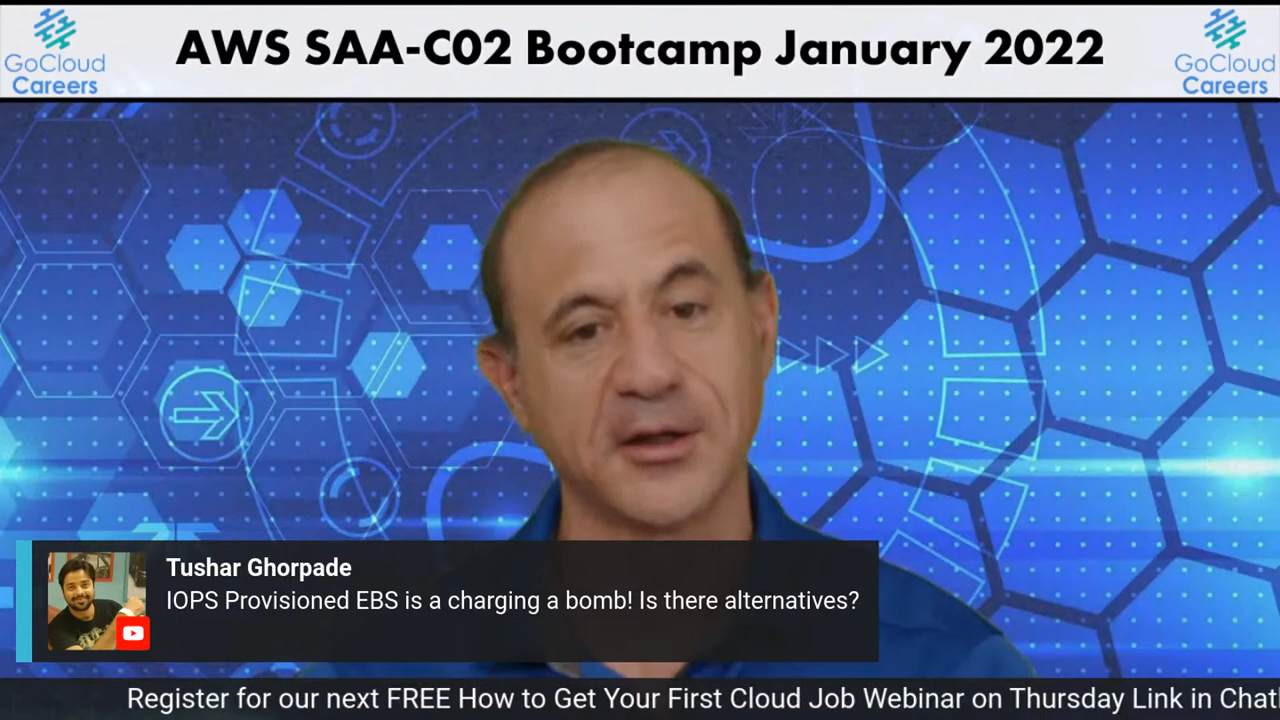 GoCloud
Careers
AWS SAA-C02 Bootcamp January 2022
GoCloud
Careers
Tushar Ghorpade
IOPS Provisioned EBS is a charging a bomb! Is there alternatives?
Register for our next FREE How to Get Your First Cloud Job Webinar on Thursday Link in Chat